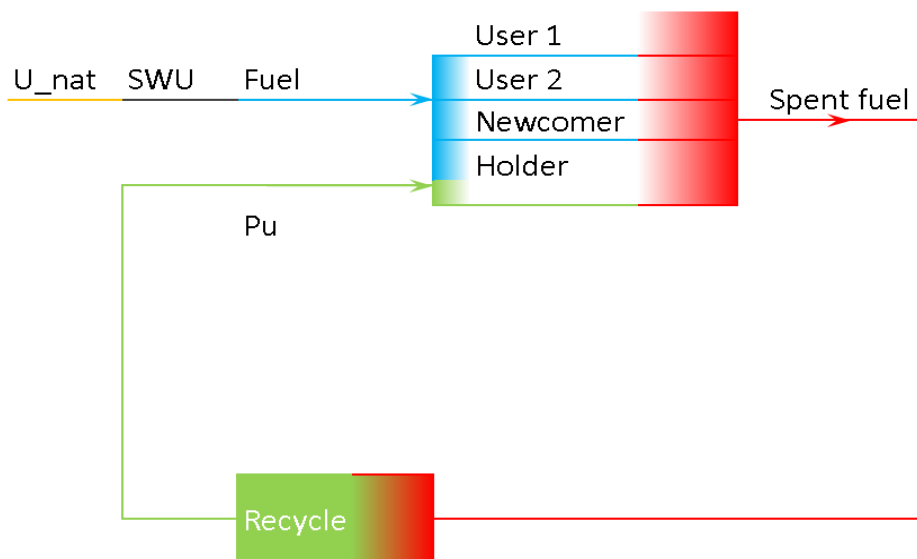 User 1
U_nat SWU Fuel
User 2
Spent fuel
Newcomer
Holder
Pu
Recycle